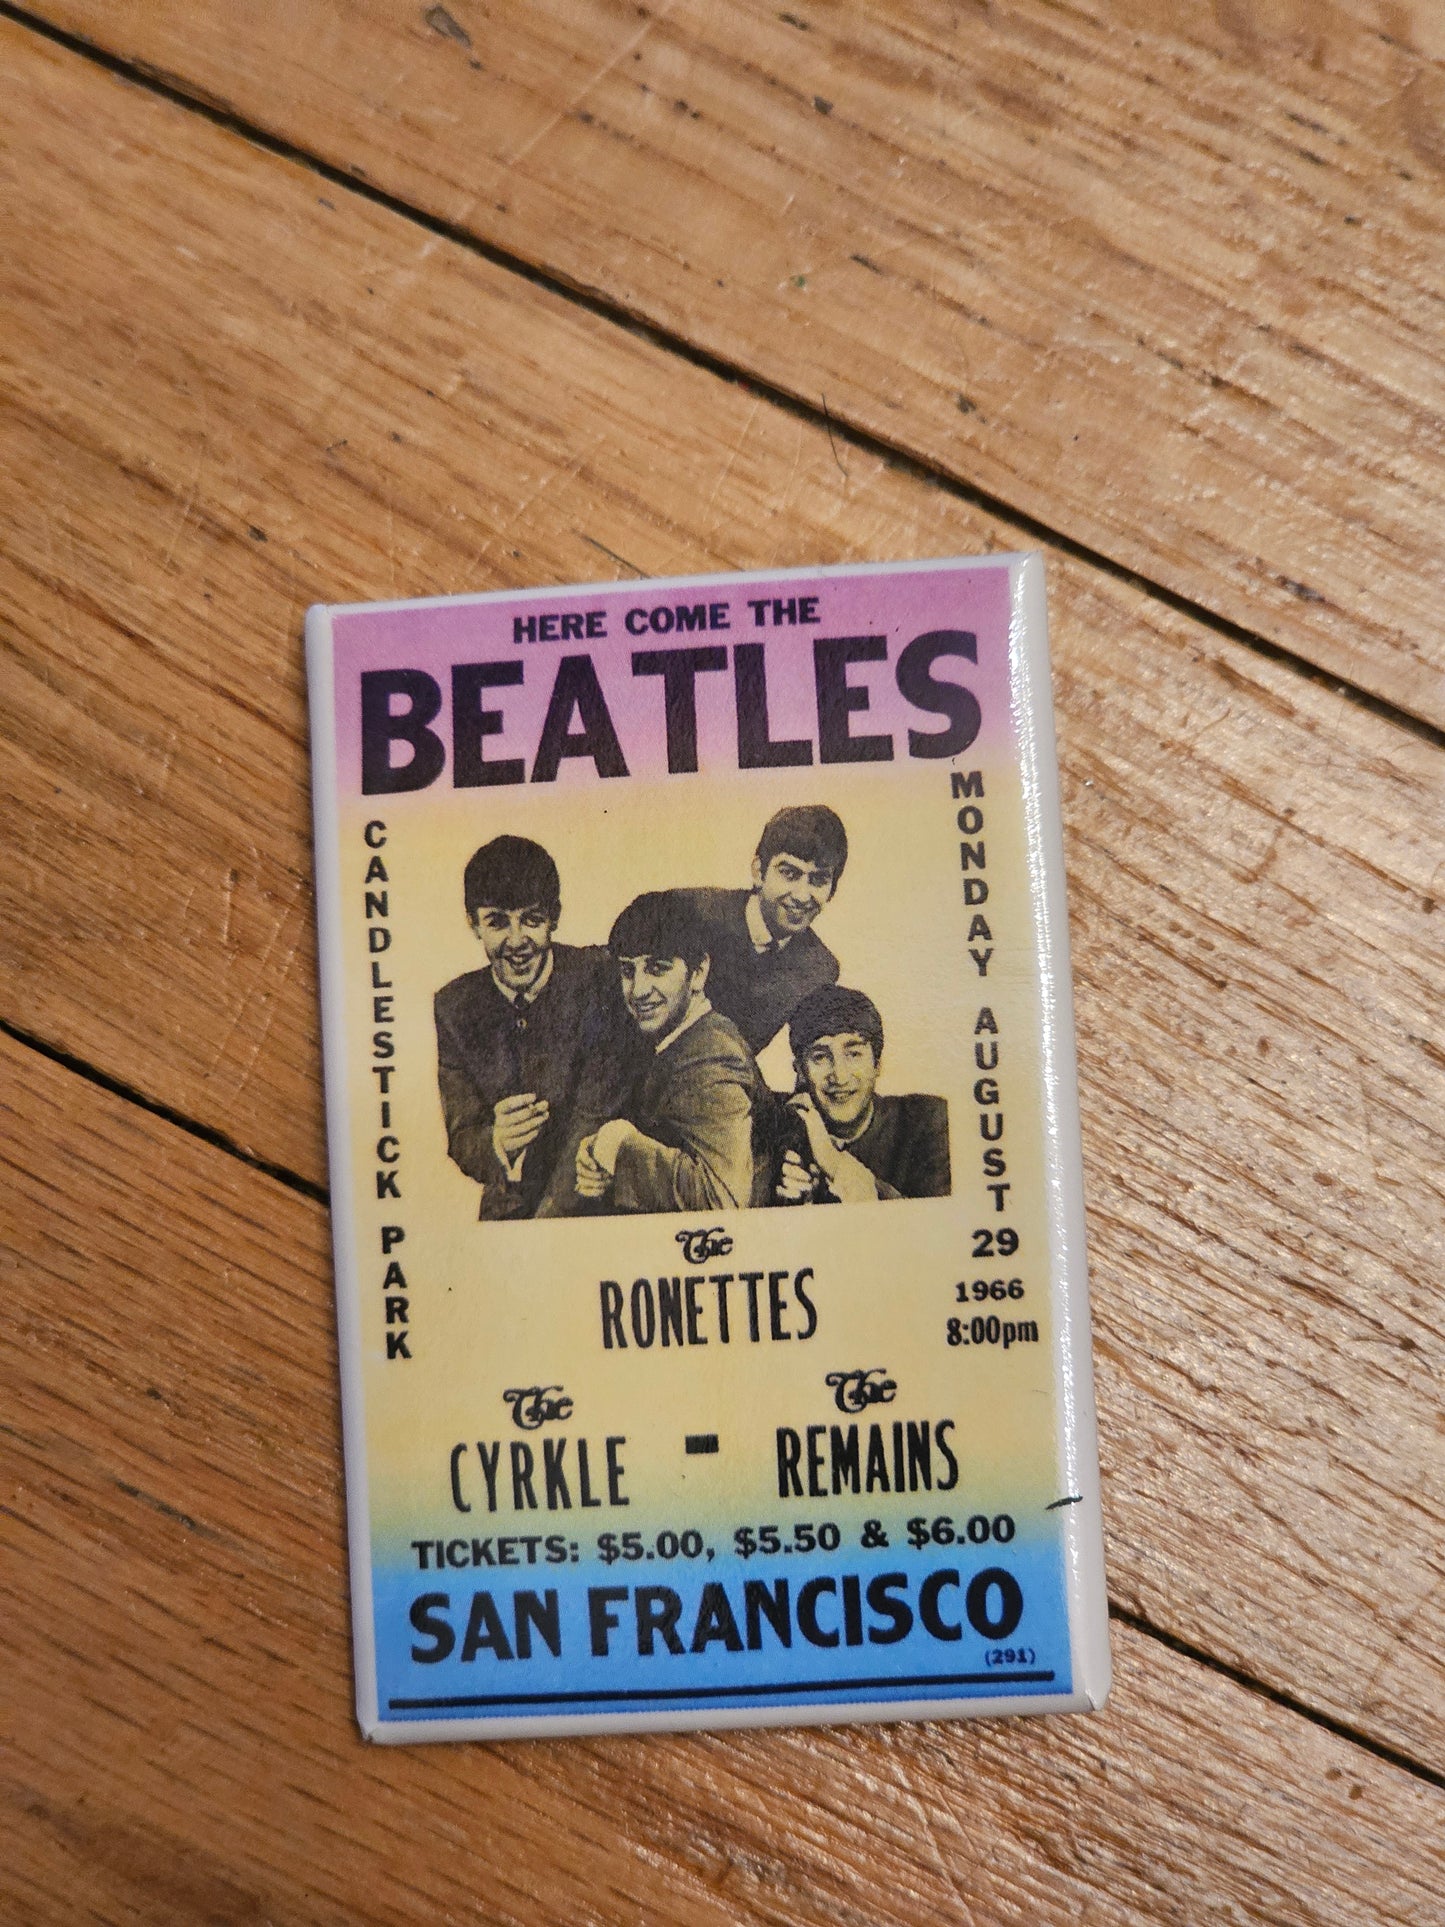 HERE COME THE
BEATLES
CANDLESTICK PARK
MONDAY AUGUST
29
1966
8:00pm
The
RONETTES
The
CYRKLE -
The
REMAINS
TICKETS: $5.00, $5.50 & $6.00
SAN FRANCISCO
(291)